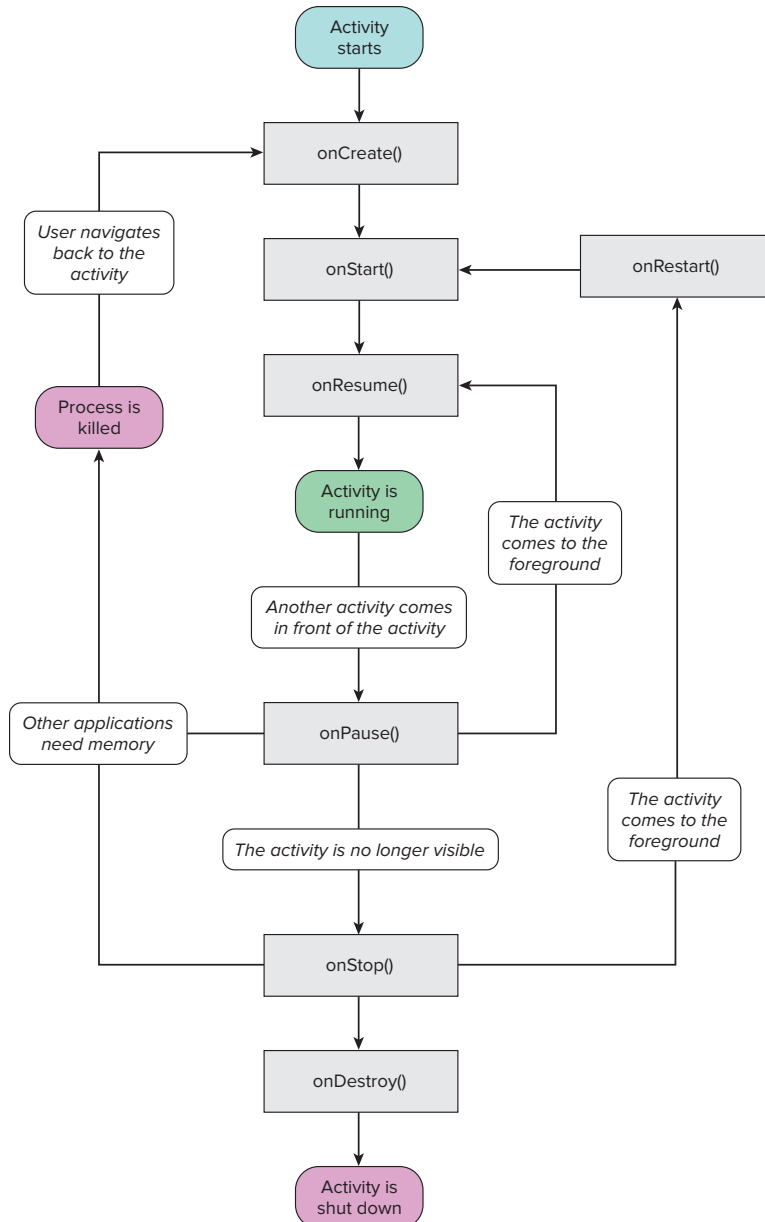 Activity
starts
onCreate()
User navigates
back to the
activity
onStart()
onRestart()
onResume()
Process is
killed
Activity is
running
The activity
comes to the
foreground
Another activity comes
in front of the activity
Other applications
need memory
onPause()
The activity
comes to the
foreground
The activity is no longer visible
onStop()
onDestroy()
Activity is
shut down